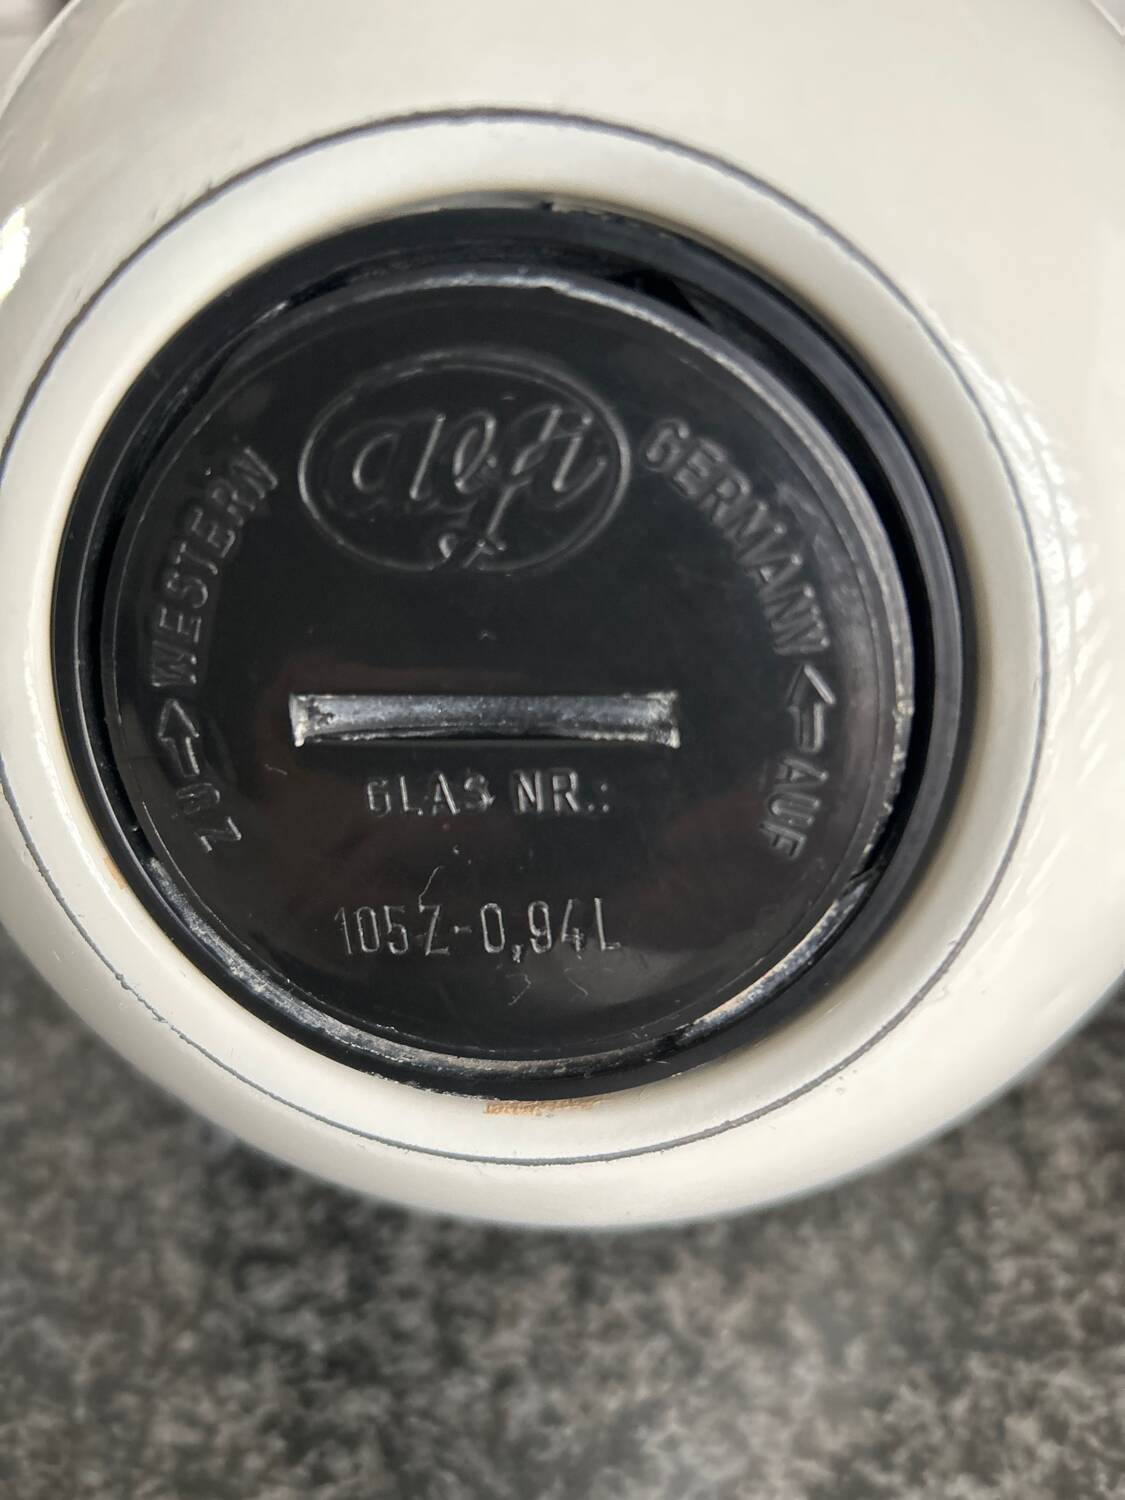 alfi
WESTERN GERMANY
ZU AUF
GLAS NR.:
105Z-0,94L